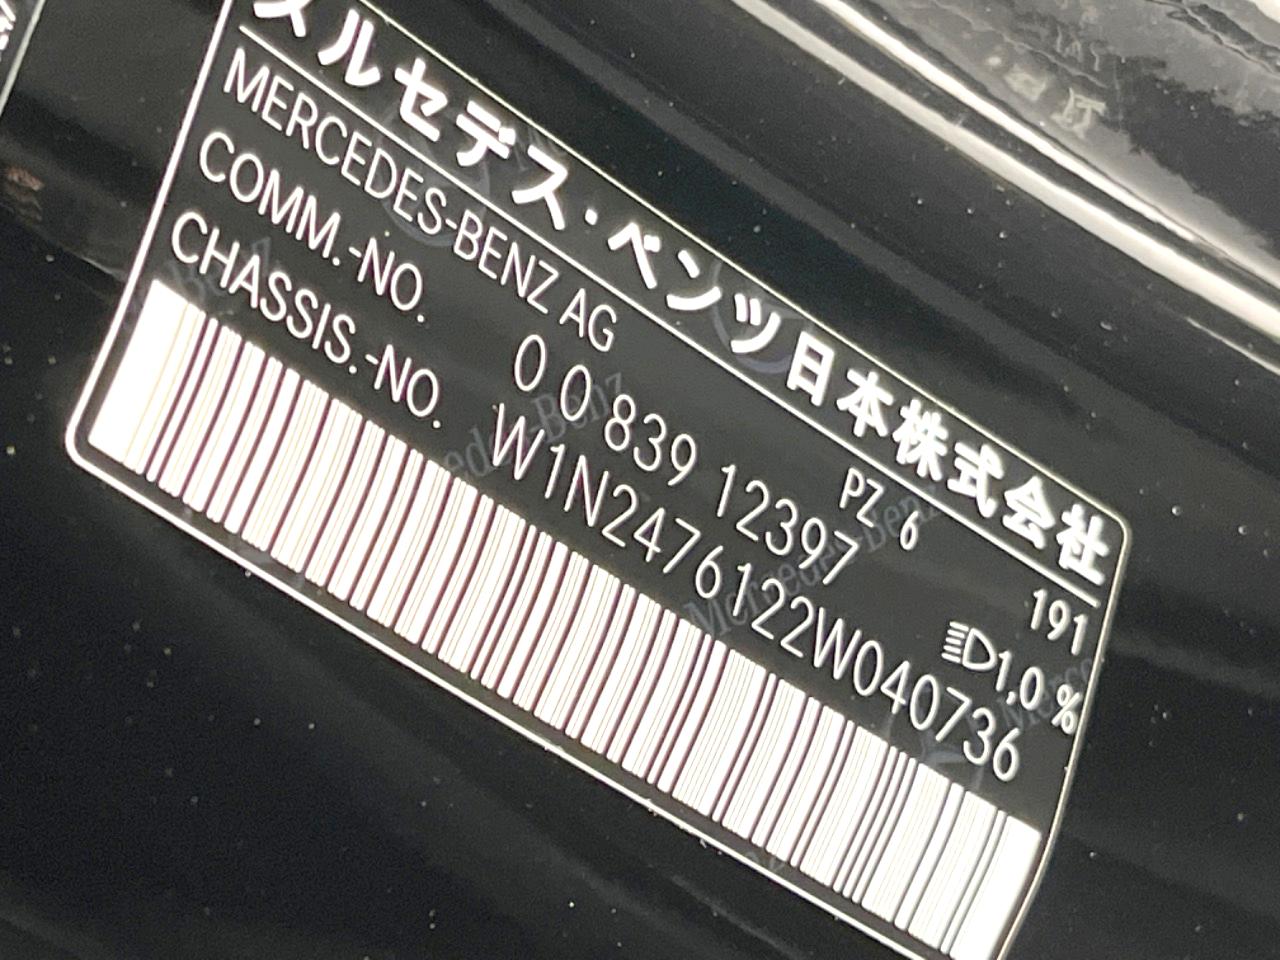 メルセデス・ベンツ日本株式会社
MERCEDES-BENZ AG
PZ 6 191
COMM.-NO. 0 0 839 12397
1,0 %
CHASSIS.-NO. W1N2476122W040736